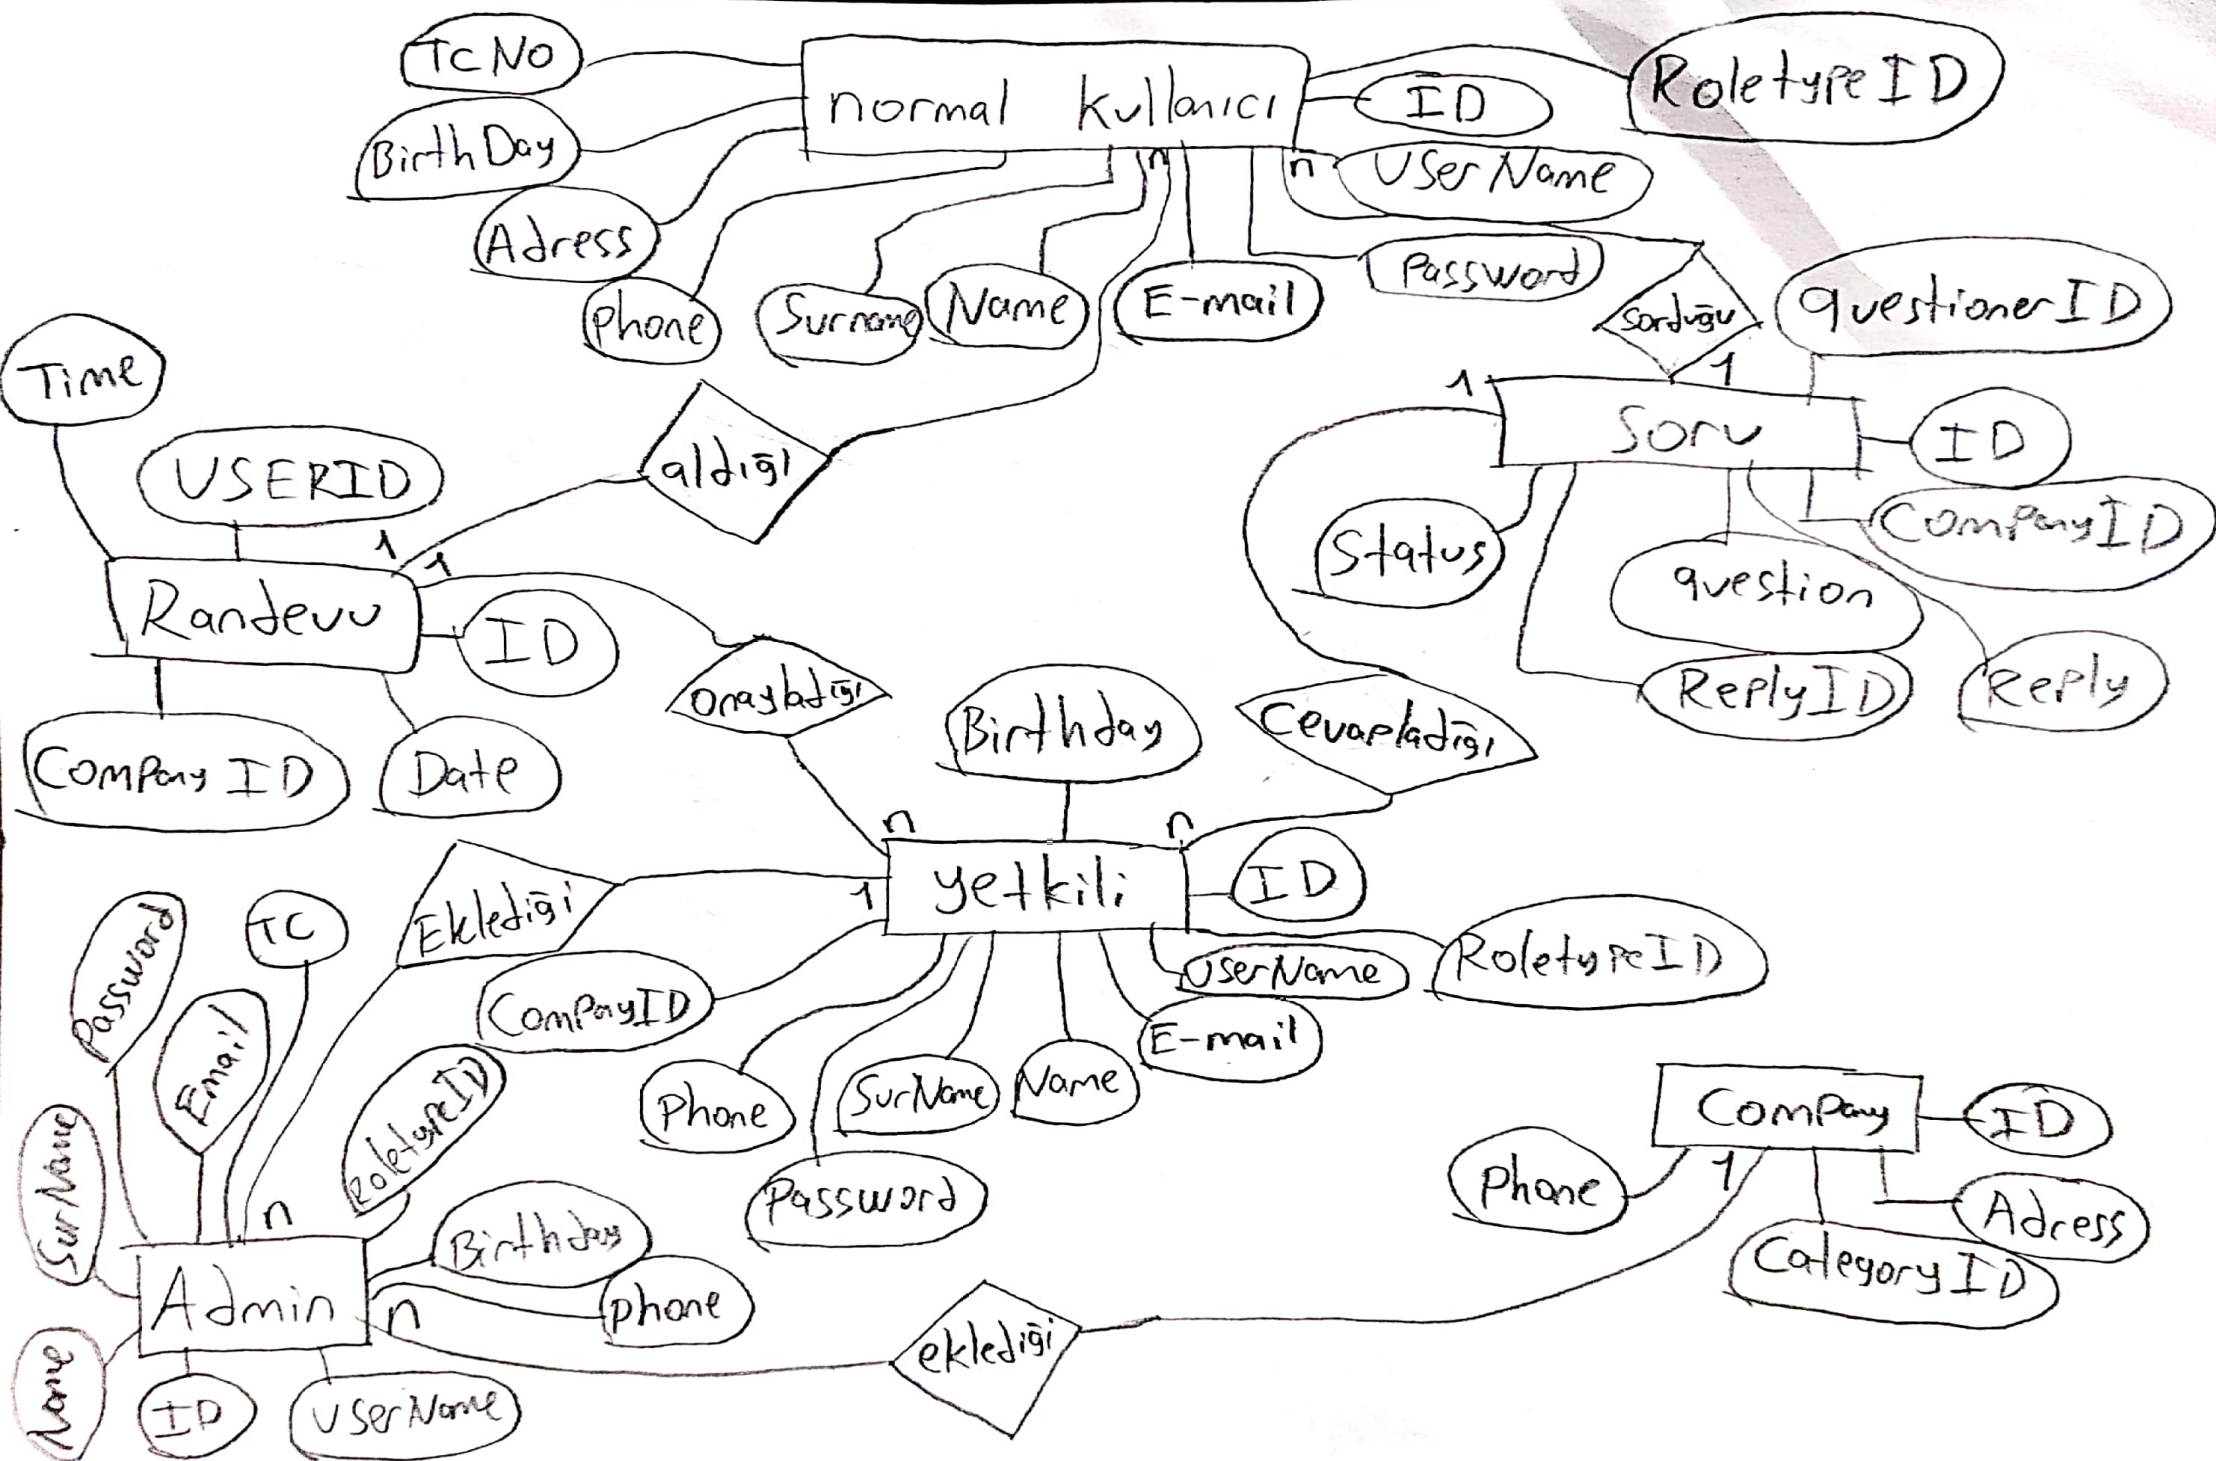 TCNO
normal kullanıcı
RoletypeID
ID
BirthDay
UserName
n
n
Adress
Password
Phone
Surname
Name
E-mail
sorduğu
questionerID
1
Time
1
Soru
ID
aldığı
USERID
CompanyID
Status
question
1
1
Randevu
ID
Onayladığı
ReplyID
Reply
Birthday
Cevapladığı
Company ID
Date
n
n
yetkili
ID
1
Eklediği
TC
Password
UserName
RoletypeID
CompanyID
E-mail
Email
RoletypeID
Phone
SurName
Name
Company
ID
SurName
Phone
1
Password
Adress
n
Birthday
CategoryID
Admin
phone
n
eklediği
Name
ID
UserName